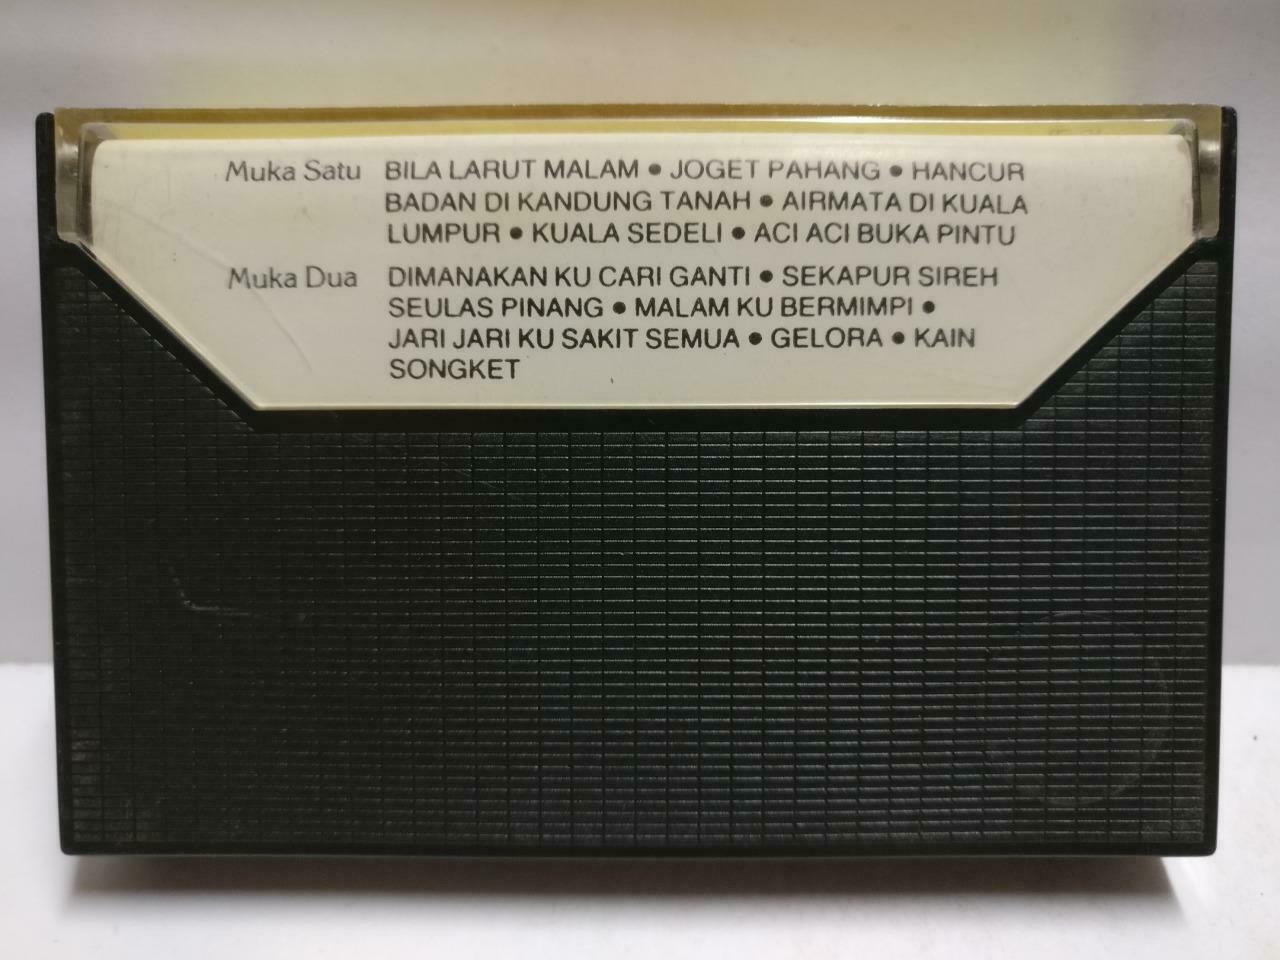 Muka Satu BILA LARUT MALAM • JOGET PAHANG • HANCUR
BADAN DI KANDUNG TANAH • AIRMATA DI KUALA
LUMPUR • KUALA SEDELI • ACI ACI BUKA PINTU
Muka Dua DIMANAKAN KU CARI GANTI • SEKAPUR SIREH
SEULAS PINANG • MALAM KU BERMIMPI •
JARI JARI KU SAKIT SEMUA • GELORA • KAIN
SONGKET